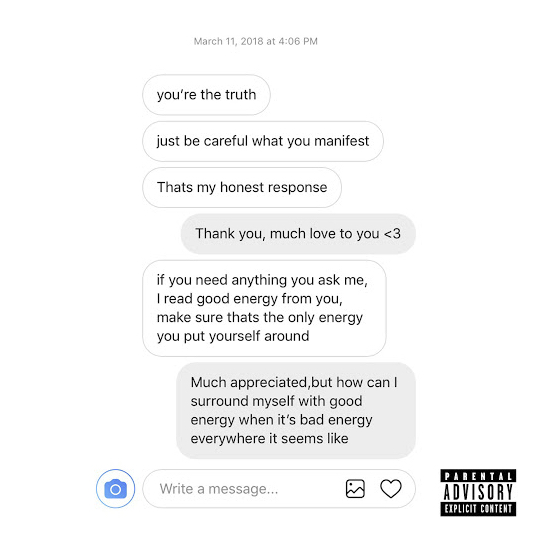 March 11, 2018 at 4:06 PM
you're the truth
just be careful what you manifest
Thats my honest response
Thank you, much love to you <3
if you need anything you ask me,
I read good energy from you,
make sure thats the only energy
you put yourself around
Much appreciated,but how can I
surround myself with good
energy when it's bad energy
everywhere it seems like
Write a message...
PARENTAL
ADVISORY
EXPLICIT CONTENT